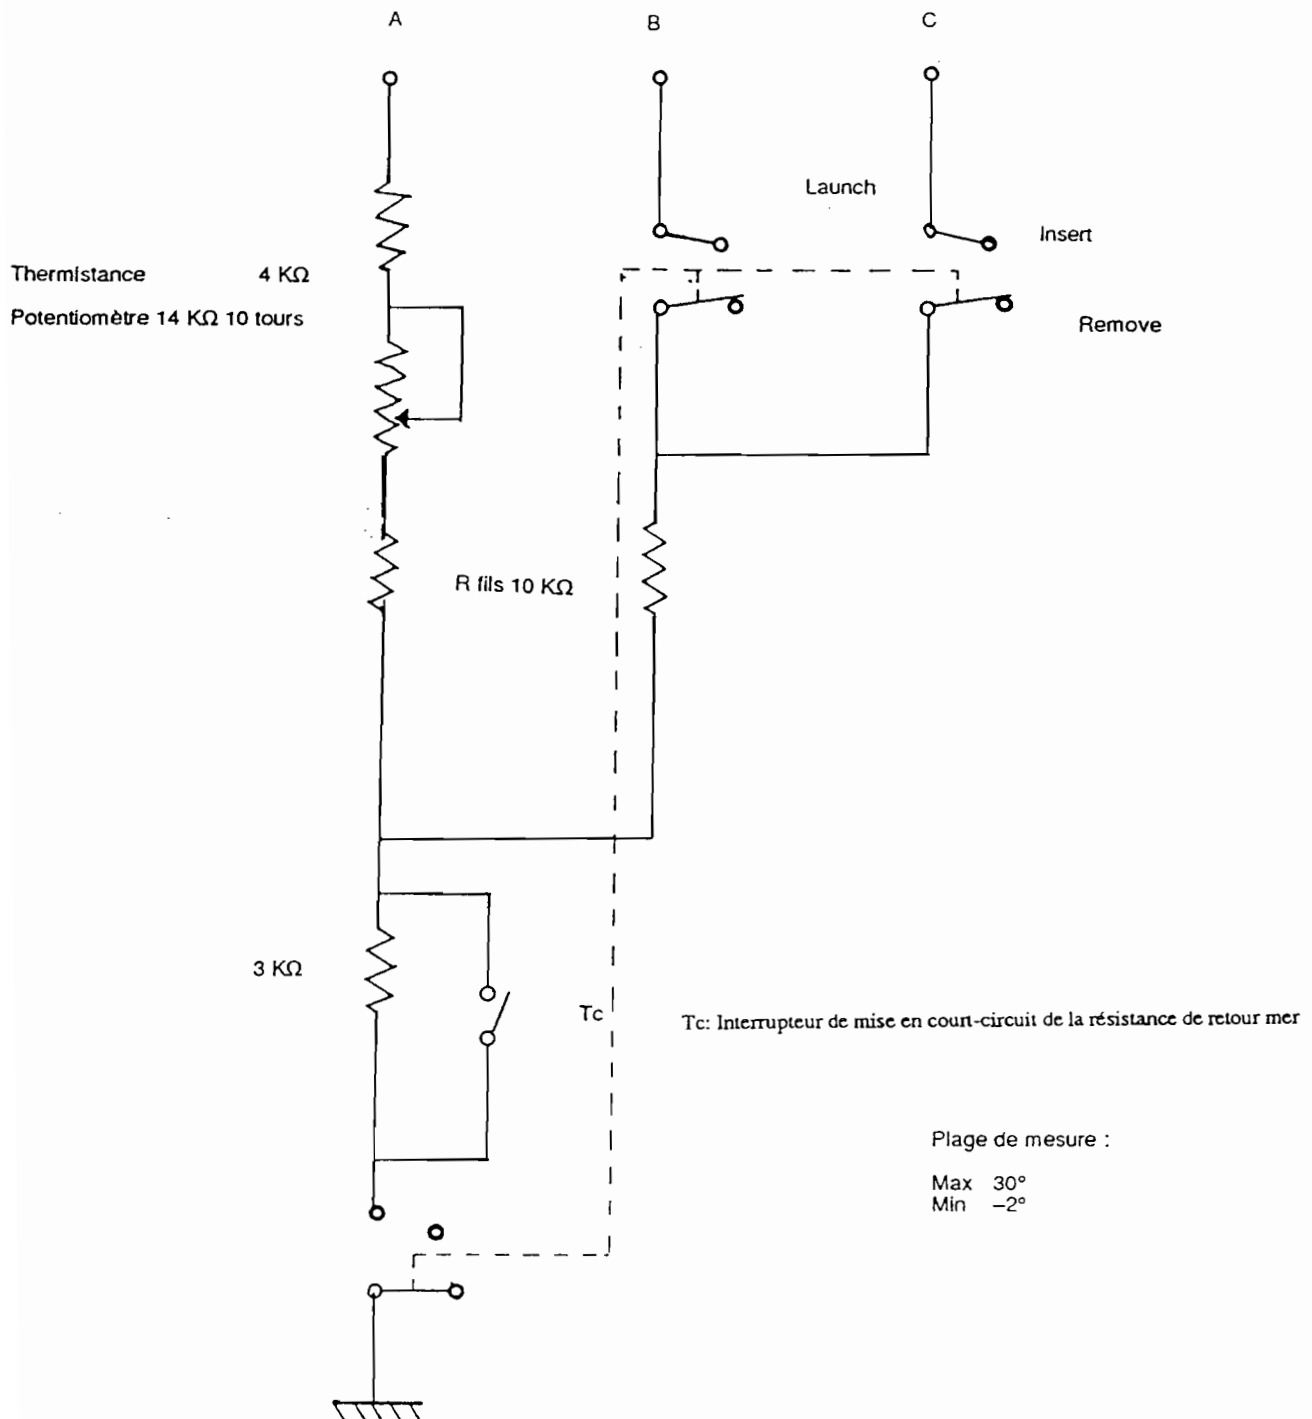 A
B
C
Launch
Insert
Thermistance 4 KΩ
Potentiomètre 14 KΩ 10 tours
Remove
R fils 10 KΩ
3 KΩ
Tc
Tc: Interrupteur de mise en court-circuit de la résistance de retour mer
Plage de mesure :
Max 30°
Min –2°